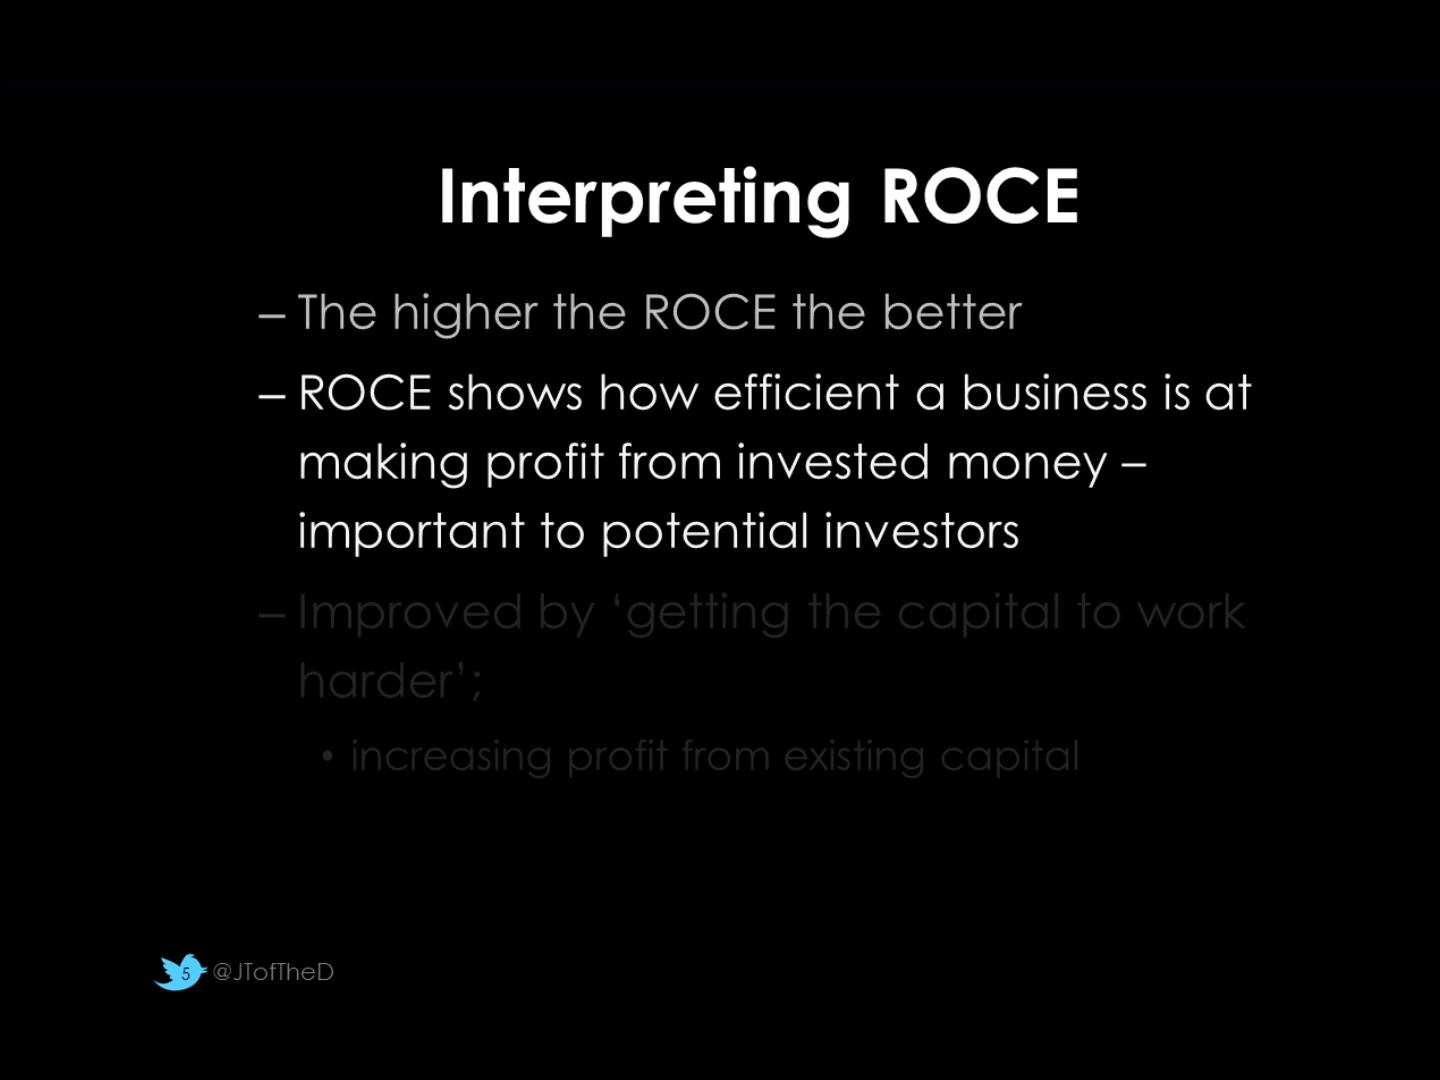 Interpreting ROCE
– The higher the ROCE the better
– ROCE shows how efficient a business is at
making profit from invested money –
important to potential investors
– Improved by ‘getting the capital to work
harder’;
• increasing profit from existing capital
5 @JTofTheD